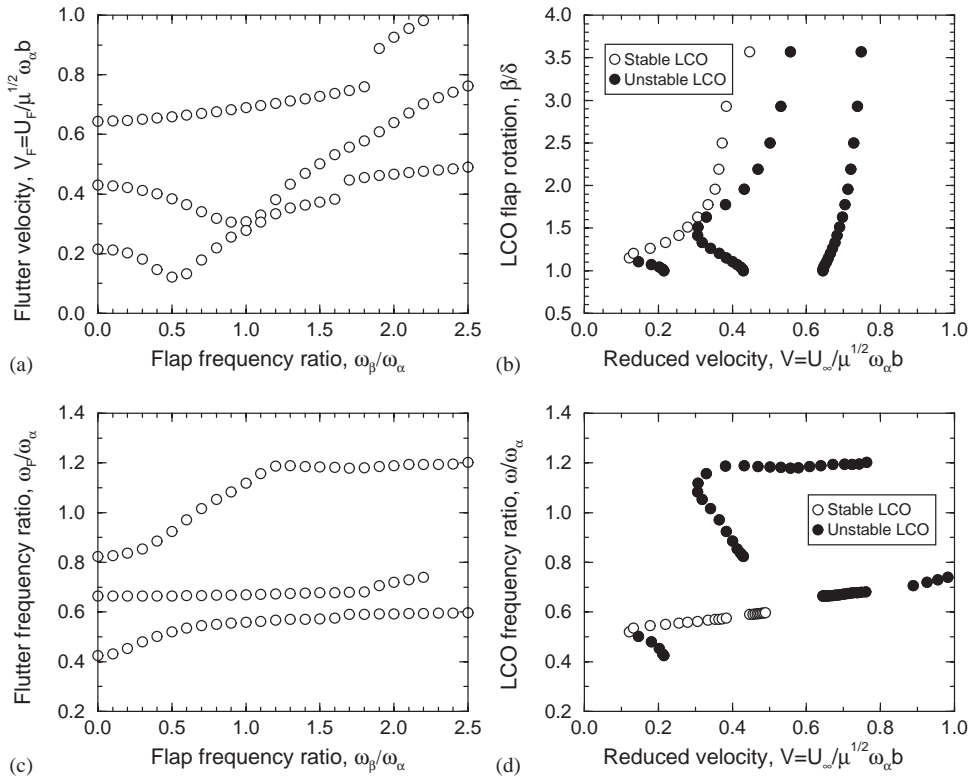 1.0
0.8
0.6
0.4
0.2
0.0
Flutter velocity, V_F=U_F/μ^{1/2}ω_αb
0.0 0.5 1.0 1.5 2.0 2.5
Flap frequency ratio, ω_β/ω_α
(a)
4.0
3.5
3.0
2.5
2.0
1.5
1.0
0.5
LCO flap rotation, β/δ
Stable LCO
Unstable LCO
0.0 0.2 0.4 0.6 0.8 1.0
Reduced velocity, V=U_∞/μ^{1/2}ω_αb
(b)
1.4
1.2
1.0
0.8
0.6
0.4
0.2
Flutter frequency ratio, ω_F/ω_α
0.0 0.5 1.0 1.5 2.0 2.5
Flap frequency ratio, ω_β/ω_α
(c)
1.4
1.2
1.0
0.8
0.6
0.4
0.2
LCO frequency ratio, ω/ω_α
Stable LCO
Unstable LCO
0.0 0.2 0.4 0.6 0.8 1.0
Reduced velocity, V=U_∞/μ^{1/2}ω_αb
(d)